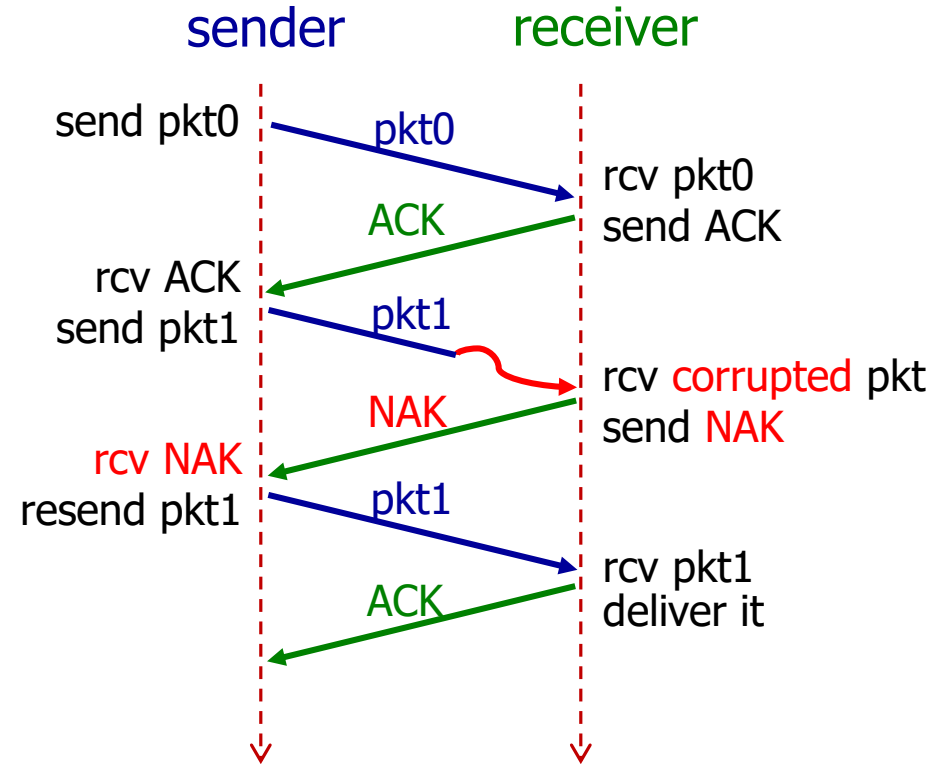 sender
receiver
send pkt0
pkt0
rcv pkt0
send ACK
ACK
rcv ACK
send pkt1
pkt1
rcv corrupted pkt
send NAK
NAK
rcv NAK
resend pkt1
pkt1
rcv pkt1
deliver it
ACK